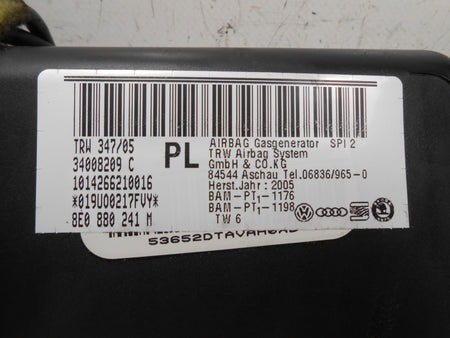 TRW 347/05
34008209 C
1014266210016
*019U00217FVY*
8E0 880 241 M
PL
AIRBAG Gasgenerator SPI 2
TRW Airbag System
GmbH & CO.KG
84544 Aschau Tel.06836/965-0
Herst.Jahr: 2005
BAM-PT1-1176
BAM-PT1-1198
TW 6